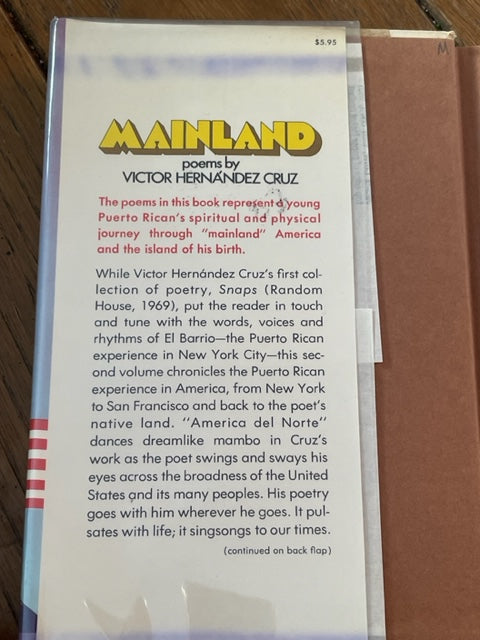 $5.95
M
MAINLAND
poems by
VICTOR HERNÁNDEZ CRUZ
The poems in this book represent a young
Puerto Rican's spiritual and physical
journey through "mainland" America
and the island of his birth.
While Victor Hernández Cruz's first col-
lection of poetry, Snaps (Random
House, 1969), put the reader in touch
and tune with the words, voices and
rhythms of El Barrio—the Puerto Rican
experience in New York City—this sec-
ond volume chronicles the Puerto Rican
experience in America, from New York
to San Francisco and back to the poet's
native land. "America del Norte"
dances dreamlike mambo in Cruz's
work as the poet swings and sways his
eyes across the broadness of the United
States and its many peoples. His poetry
goes with him wherever he goes. It pul-
sates with life; it singsongs to our times.
(continued on back flap)